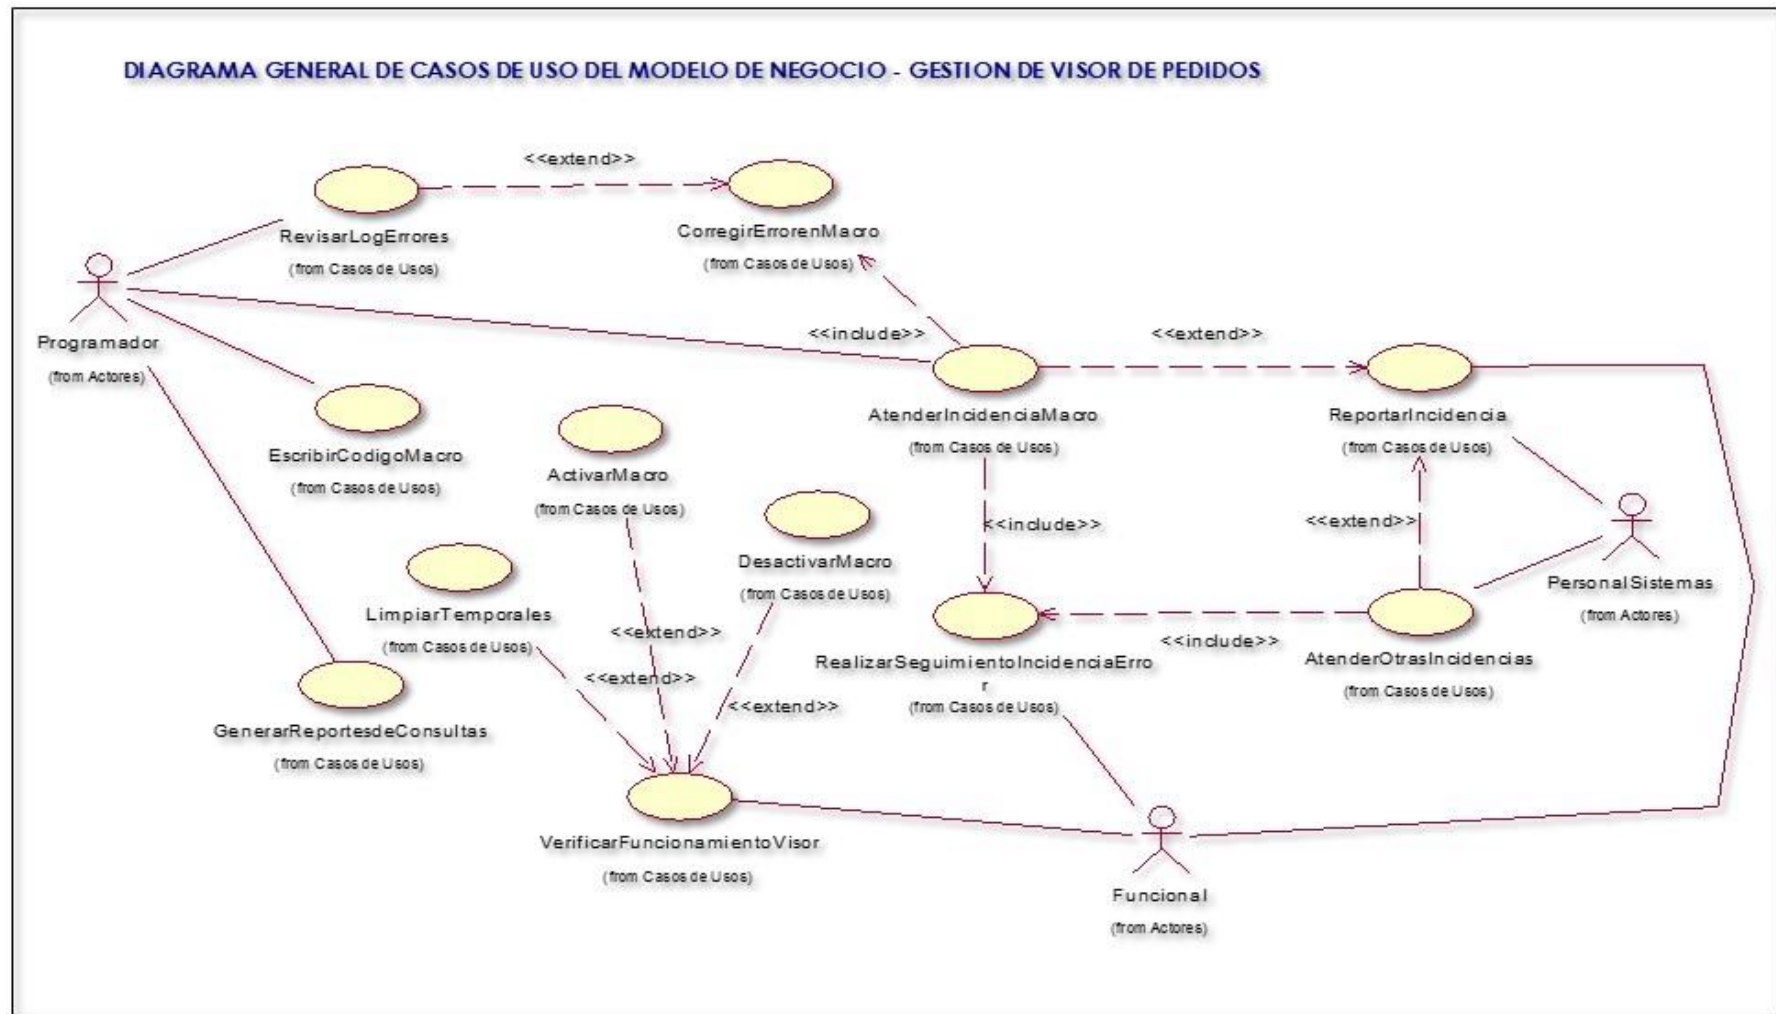 DIAGRAMA GENERAL DE CASOS DE USO DEL MODELO DE NEGOCIO - GESTION DE VISOR DE PEDIDOS
<<extend>>
RevisarLogErrores
(from Casos de Usos)
CorregirErrorenMacro
(from Casos de Usos)
Programador
(from Actores)
<<include>>
<<extend>>
AtenderIncidenciaMacro
(from Casos de Usos)
ReportarIncidencia
(from Casos de Usos)
EscribirCodigoMacro
(from Casos de Usos)
ActivarMacro
(from Casos de Usos)
<<include>>
<<extend>>
DesactivarMacro
(from Casos de Usos)
PersonalSistemas
(from Actores)
LimpiarTemporales
(from Casos de Usos)
<<extend>>
<<extend>>
<<extend>>
<<include>>
RealizarSeguimientoIncidenciaErro
r
(from Casos de Usos)
AtenderOtrasIncidencias
(from Casos de Usos)
GenerarReportesdeConsultas
(from Casos de Usos)
VerificarFuncionamientoVisor
(from Casos de Usos)
Funcional
(from Actores)